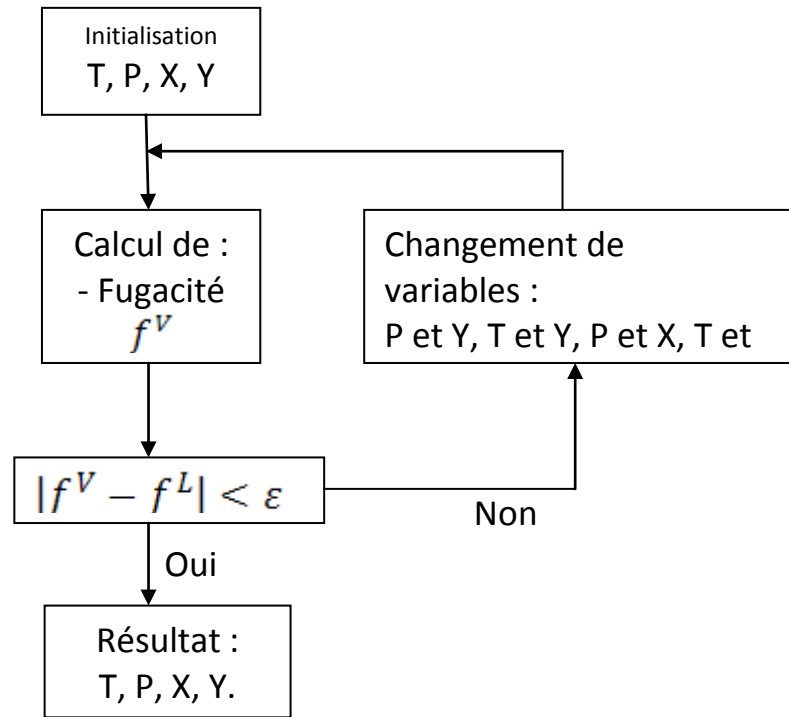 Initialisation
T, P, X, Y
Calcul de :
- Fugacité
f^V
Changement de
variables :
P et Y, T et Y, P et X, T et
|f^V − f^L| < ε
Non
Oui
Résultat :
T, P, X, Y.